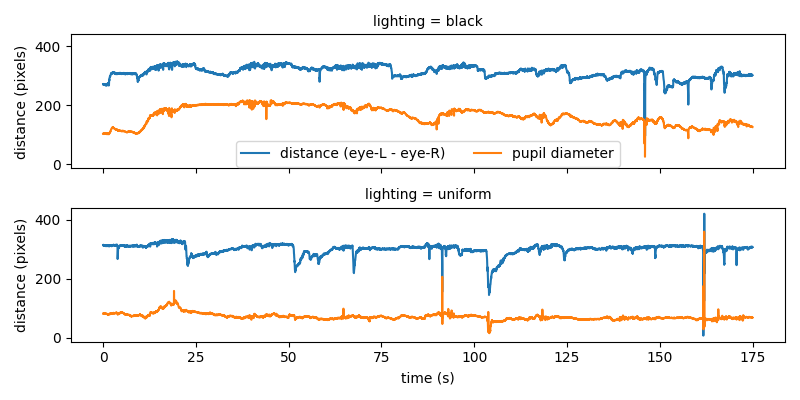 lighting = black
distance (pixels)
400
200
0
distance (eye-L - eye-R) pupil diameter
lighting = uniform
distance (pixels)
400
200
0
0 25 50 75 100 125 150 175
time (s)